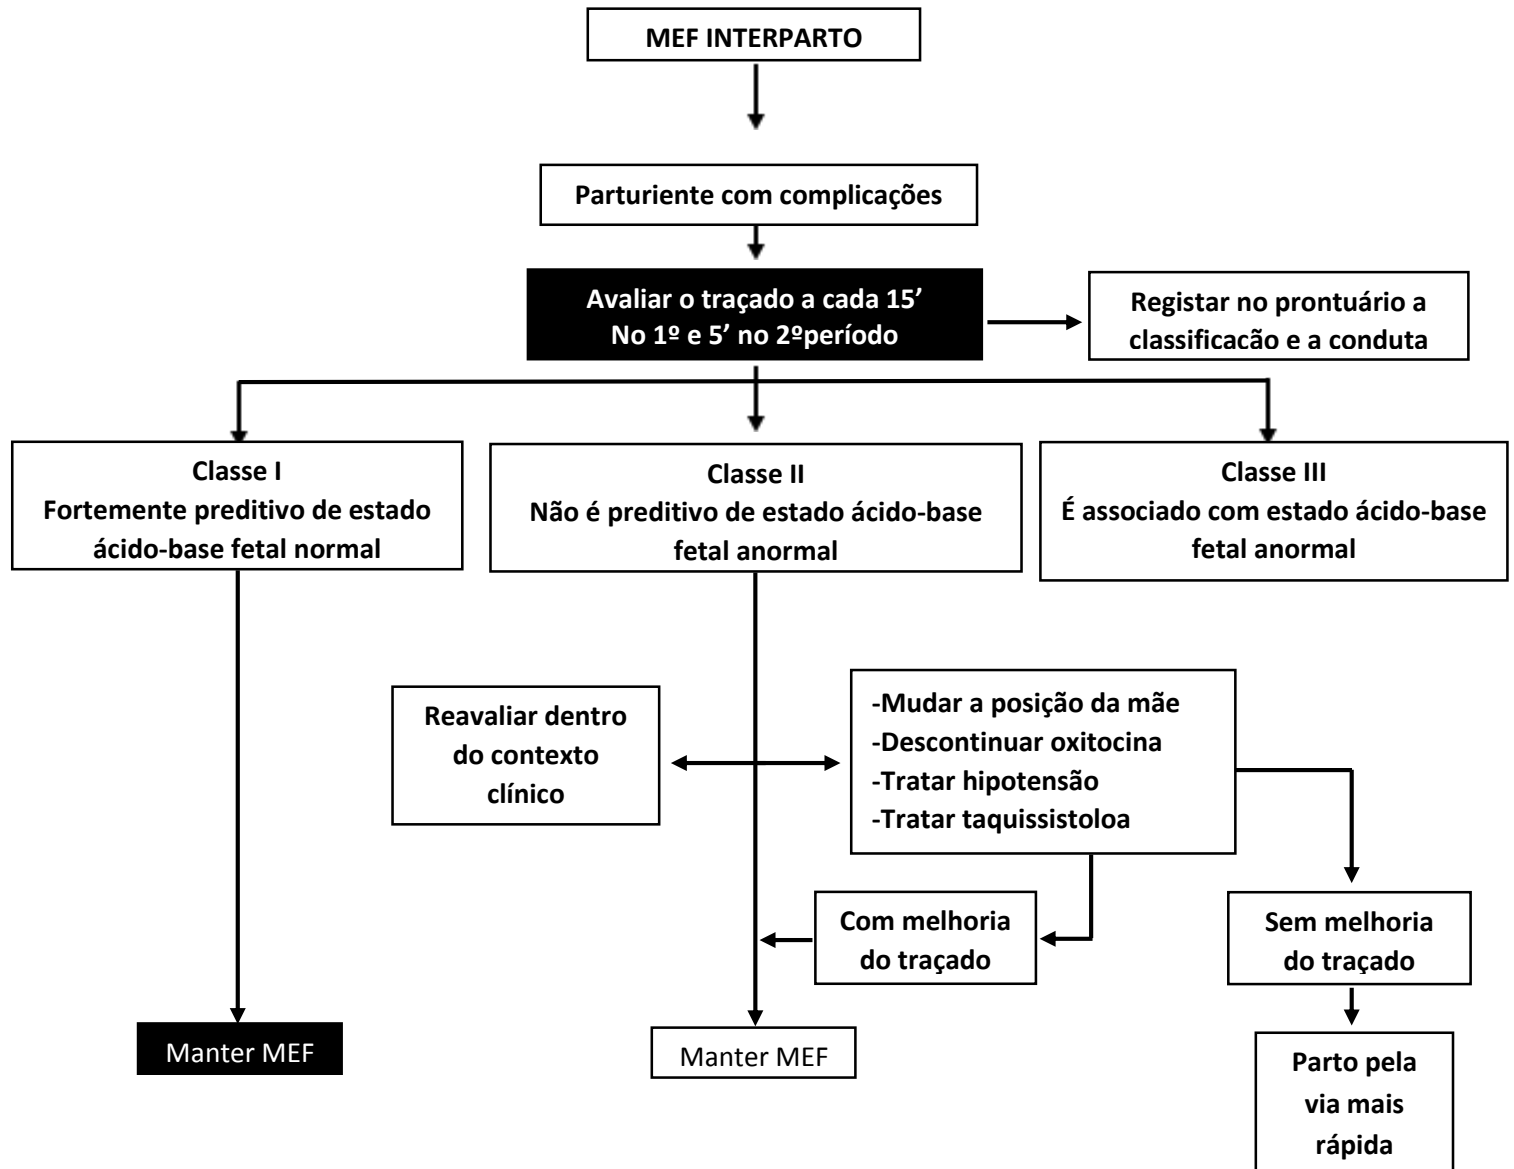 MEF INTERPARTO
Parturiente com complicações
Avaliar o traçado a cada 15’
No 1º e 5’ no 2ºperíodo
Registar no prontuário a
classificacão e a conduta
Classe I
Fortemente preditivo de estado
ácido-base fetal normal
Classe II
Não é preditivo de estado ácido-base
fetal anormal
Classe III
É associado com estado ácido-base
fetal anormal
Reavaliar dentro
do contexto
clínico
-Mudar a posição da mãe
-Descontinuar oxitocina
-Tratar hipotensão
-Tratar taquissistoloa
Com melhoria
do traçado
Sem melhoria
do traçado
Manter MEF
Manter MEF
Parto pela
via mais
rápida